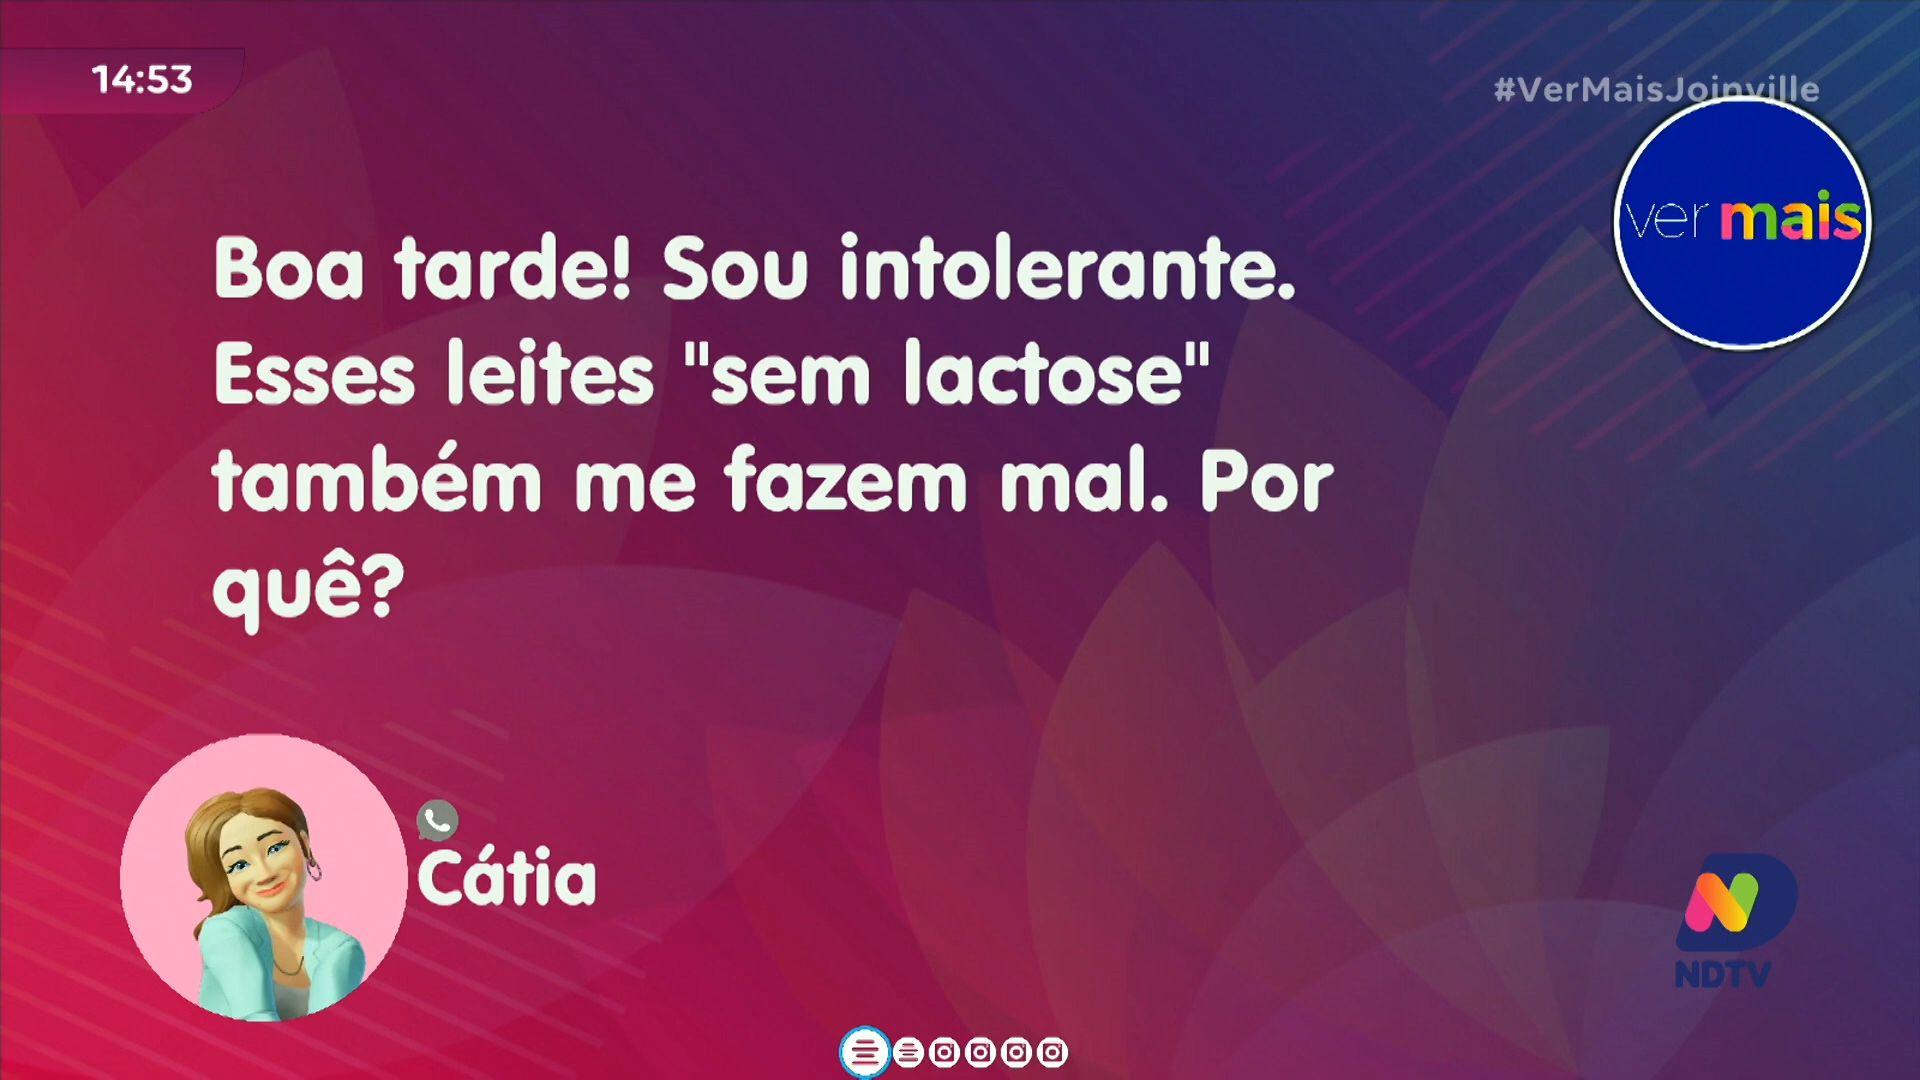 14:53
#VerMaisJoinville
ver mais
Boa tarde! Sou intolerante.
Esses leites "sem lactose"
também me fazem mal. Por
quê?
Cátia
NDTV